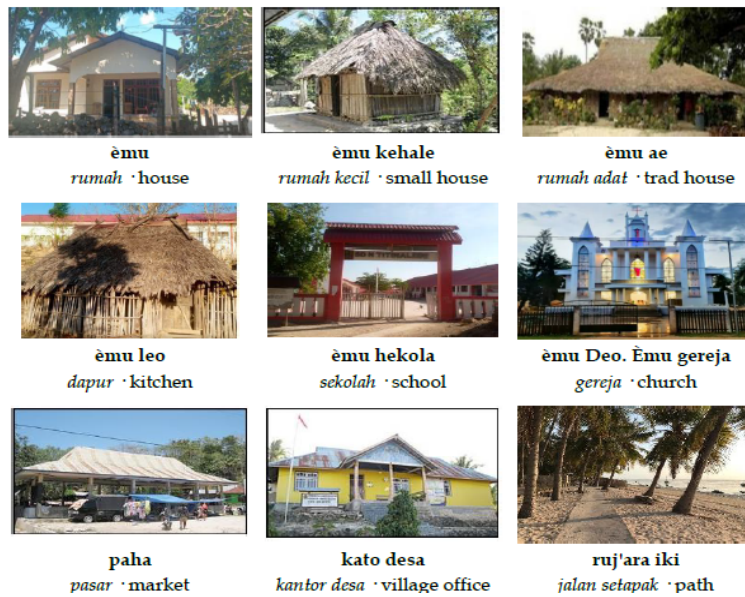 èmu
rumah · house
èmu kehale
rumah kecil · small house
èmu ae
rumah adat · trad house
èmu leo
dapur · kitchen
èmu hekola
sekolah · school
èmu Deo. Èmu gereja
gereja · church
paha
pasar · market
kato desa
kantor desa · village office
ruj'ara iki
jalan setapak · path